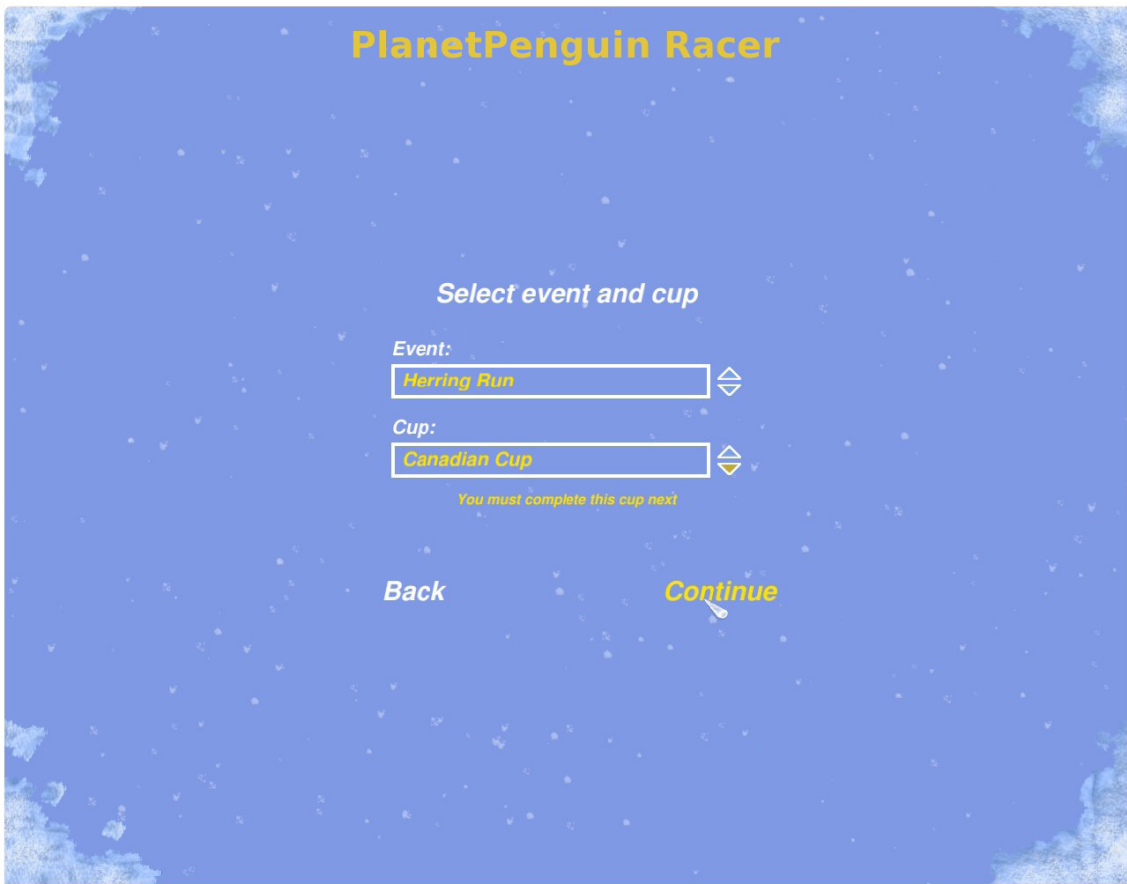 PlanetPenguin Racer
Select event and cup
Event:
Herring Run
Cup:
Canadian Cup
You must complete this cup next
Back
Continue